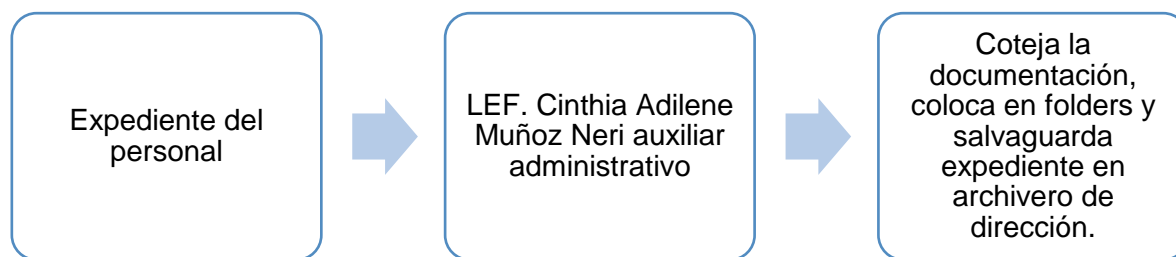 Expediente del
personal
LEF. Cinthia Adilene
Muñoz Neri auxiliar
administrativo
Coteja la
documentación,
coloca en folders y
salvaguarda
expediente en
archivero de
dirección.